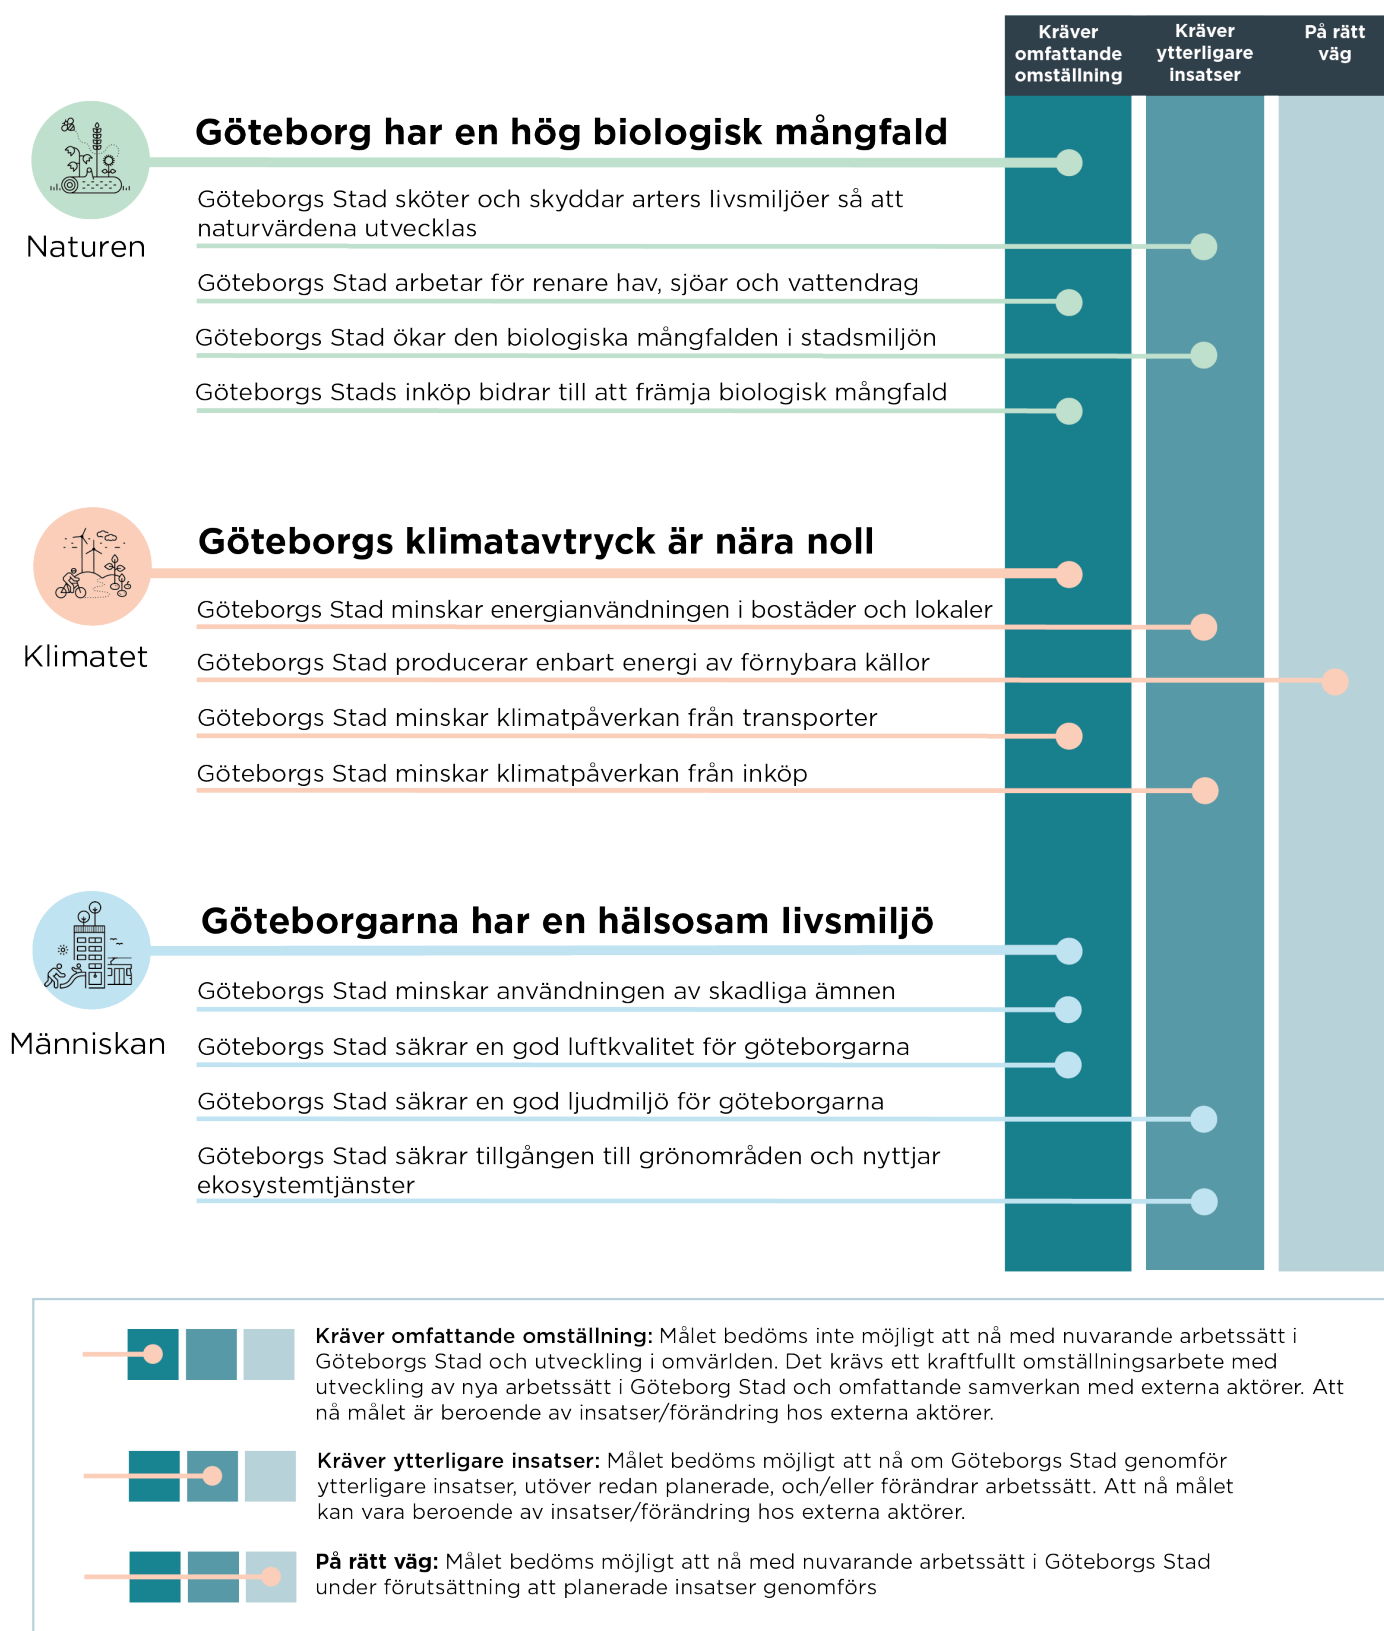 Kräver
omfattande
omställning
Kräver
ytterligare
insatser
På rätt
väg
Göteborg har en hög biologisk mångfald
Göteborgs Stad sköter och skyddar arters livsmiljöer så att
naturvärdena utvecklas
Naturen
Göteborgs Stad arbetar för renare hav, sjöar och vattendrag
Göteborgs Stad ökar den biologiska mångfalden i stadsmiljön
Göteborgs Stads inköp bidrar till att främja biologisk mångfald
Göteborgs klimatavtryck är nära noll
Göteborgs Stad minskar energianvändningen i bostäder och lokaler
Klimatet
Göteborgs Stad producerar enbart energi av förnybara källor
Göteborgs Stad minskar klimatpåverkan från transporter
Göteborgs Stad minskar klimatpåverkan från inköp
Göteborgarna har en hälsosam livsmiljö
Göteborgs Stad minskar användningen av skadliga ämnen
Människan
Göteborgs Stad säkrar en god luftkvalitet för göteborgarna
Göteborgs Stad säkrar en god ljudmiljö för göteborgarna
Göteborgs Stad säkrar tillgången till grönområden och nyttjar
ekosystemtjänster
Kräver omfattande omställning: Målet bedöms inte möjligt att nå med nuvarande arbetssätt i
Göteborgs Stad och utveckling i omvärlden. Det krävs ett kraftfullt omställningsarbete med
utveckling av nya arbetssätt i Göteborg Stad och omfattande samverkan med externa aktörer. Att
nå målet är beroende av insatser/förändring hos externa aktörer.
Kräver ytterligare insatser: Målet bedöms möjligt att nå om Göteborgs Stad genomför
ytterligare insatser, utöver redan planerade, och/eller förändrar arbetssätt. Att nå målet
kan vara beroende av insatser/förändring hos externa aktörer.
På rätt väg: Målet bedöms möjligt att nå med nuvarande arbetssätt i Göteborgs Stad
under förutsättning att planerade insatser genomförs